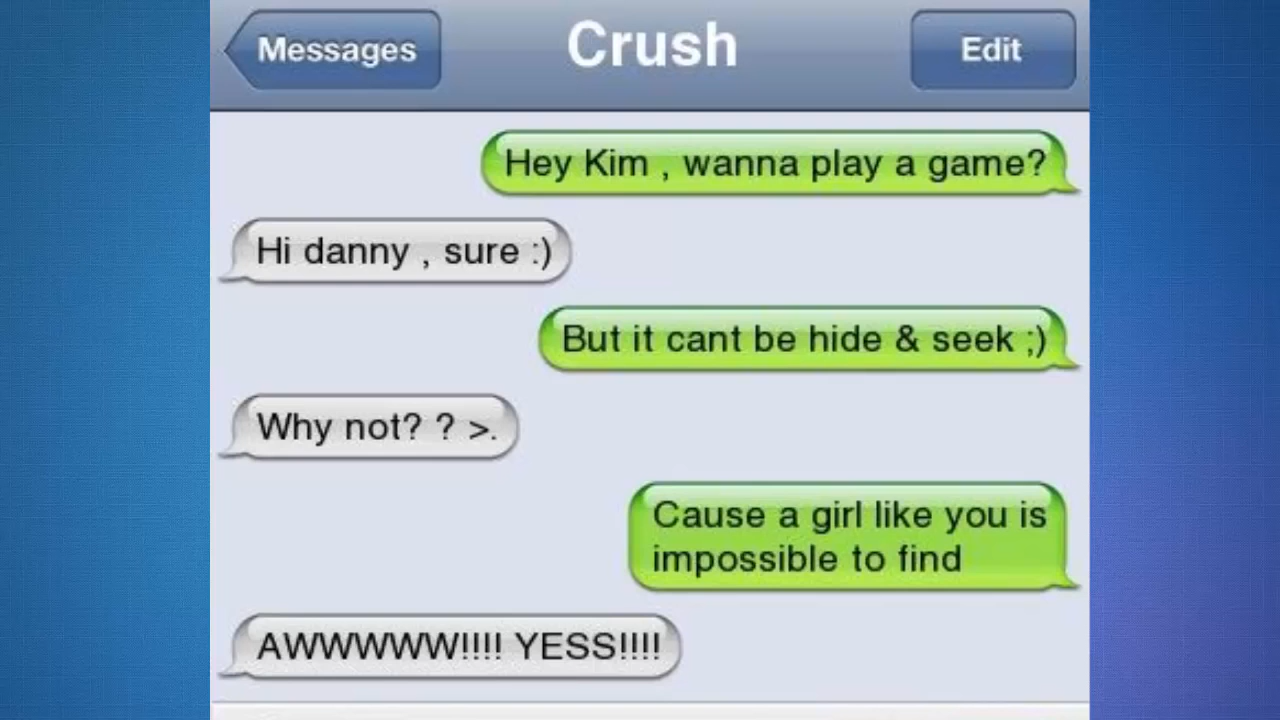 Messages
Crush
Edit
Hey Kim , wanna play a game?
Hi danny , sure :)
But it cant be hide & seek ;)
Why not? ? >.
Cause a girl like you is
impossible to find
AWWWWW!!!! YESS!!!!